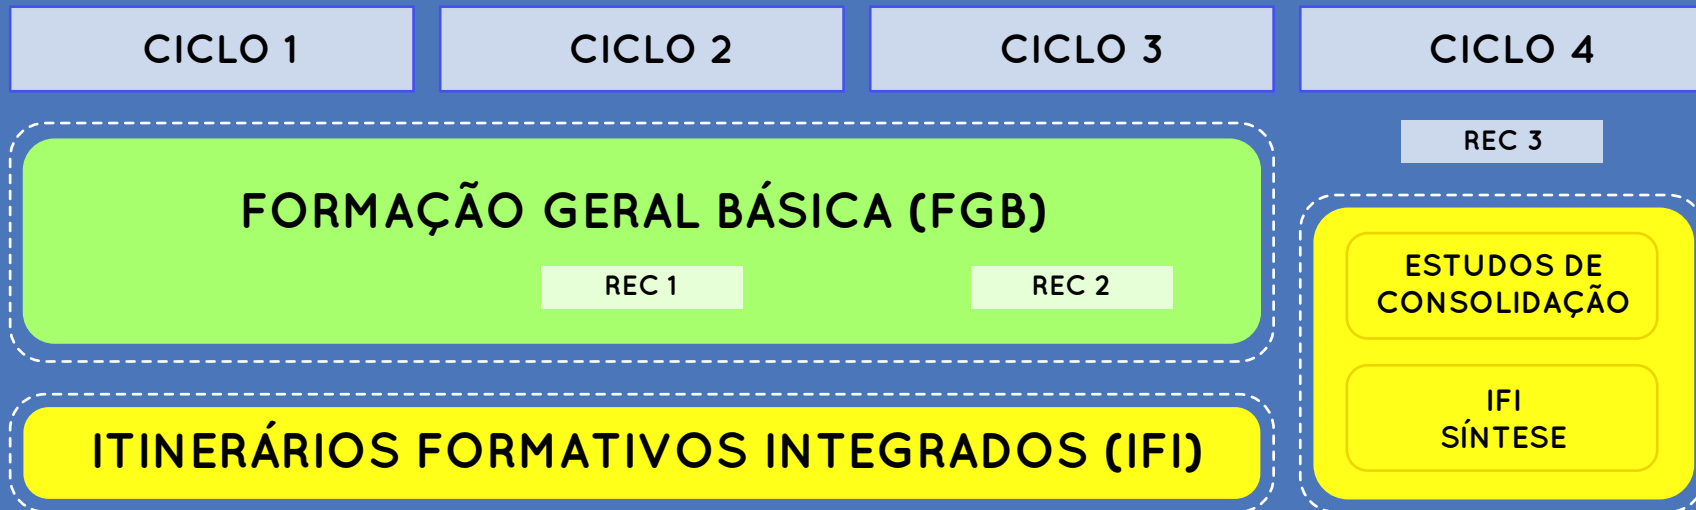 CICLO 1
CICLO 2
CICLO 3
CICLO 4
FORMAÇÃO GERAL BÁSICA (FGB)
REC 1
REC 2
REC 3
ESTUDOS DE
CONSOLIDAÇÃO
IFI
SÍNTESE
ITINERÁRIOS FORMATIVOS INTEGRADOS (IFI)